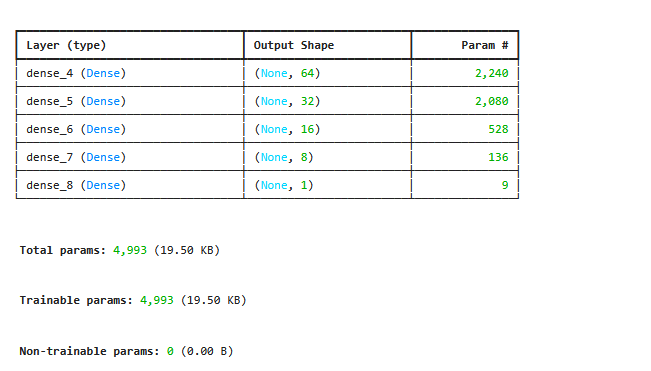 Layer (type) Output Shape Param #
dense_4 (Dense) (None, 64) 2,240
dense_5 (Dense) (None, 32) 2,080
dense_6 (Dense) (None, 16) 528
dense_7 (Dense) (None, 8) 136
dense_8 (Dense) (None, 1) 9
Total params: 4,993 (19.50 KB)
Trainable params: 4,993 (19.50 KB)
Non-trainable params: 0 (0.00 B)